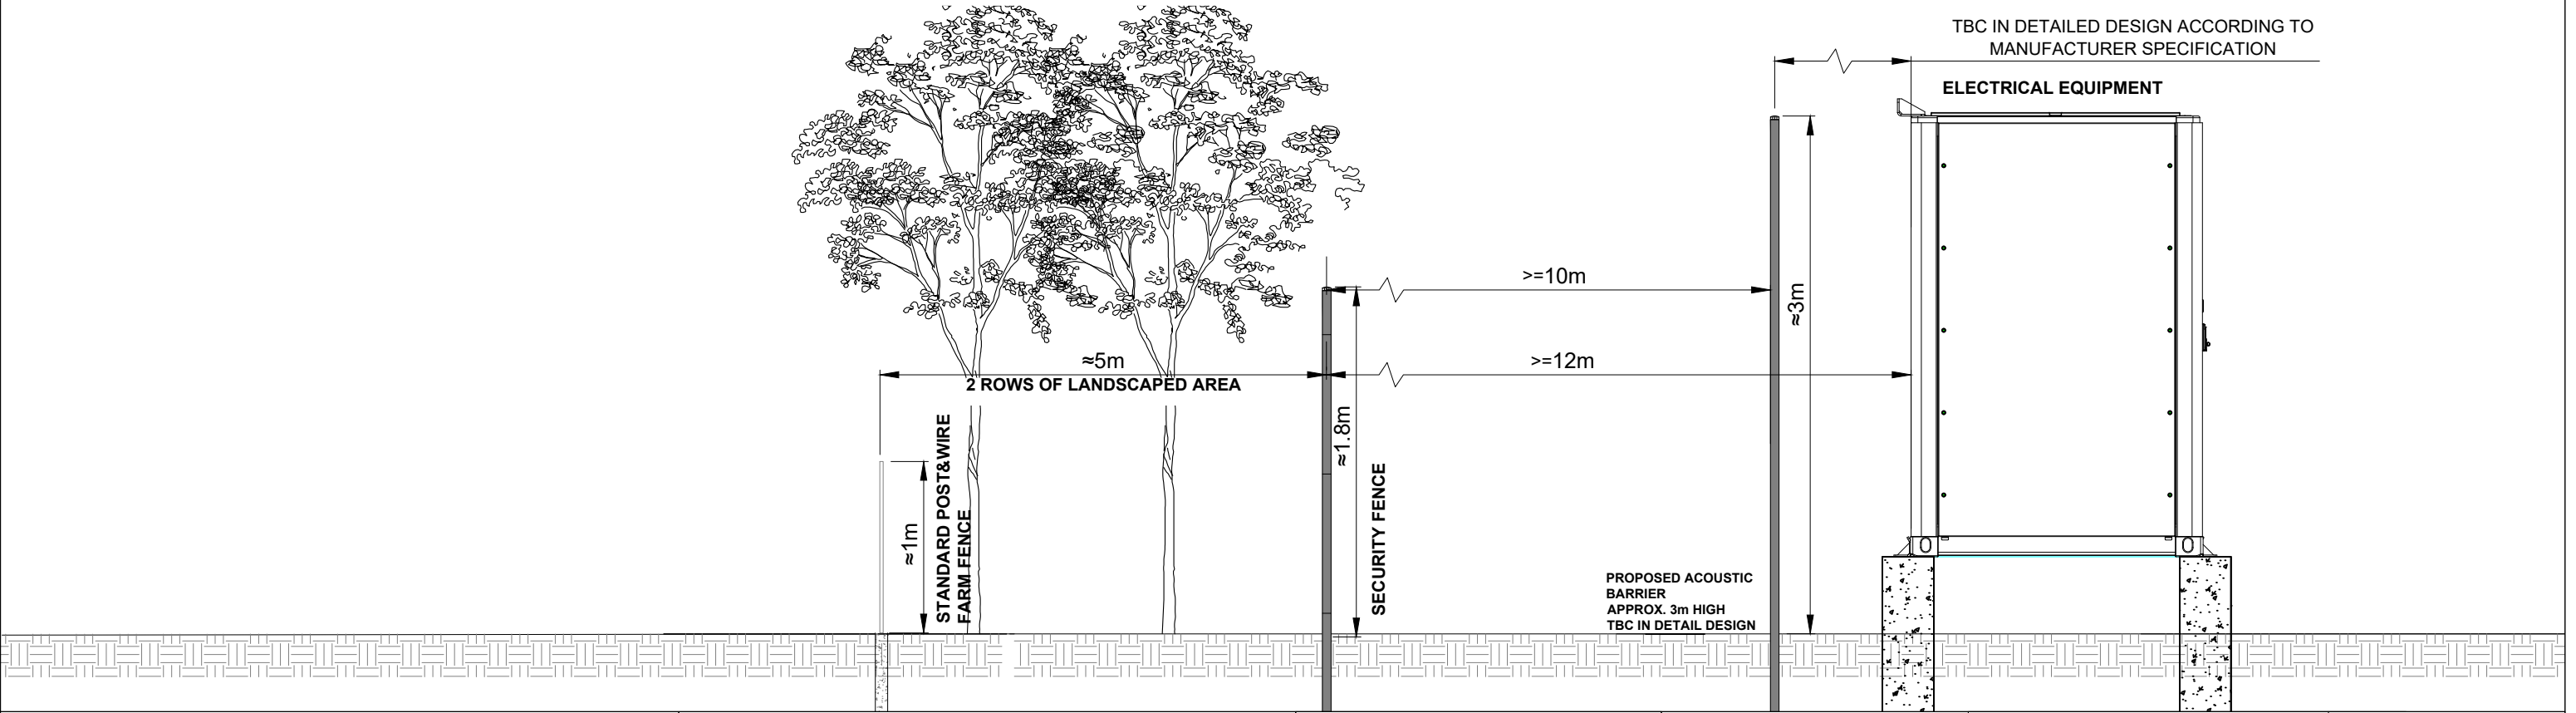 TBC IN DETAILED DESIGN ACCORDING TO
MANUFACTURER SPECIFICATION
ELECTRICAL EQUIPMENT
>=10m
≈3m
≈5m
>=12m
2 ROWS OF LANDSCAPED AREA
≈1.8m
STANDARD POST&WIRE
FARM FENCE
≈1m
SECURITY FENCE
PROPOSED ACOUSTIC
BARRIER
APPROX. 3m HIGH
TBC IN DETAIL DESIGN